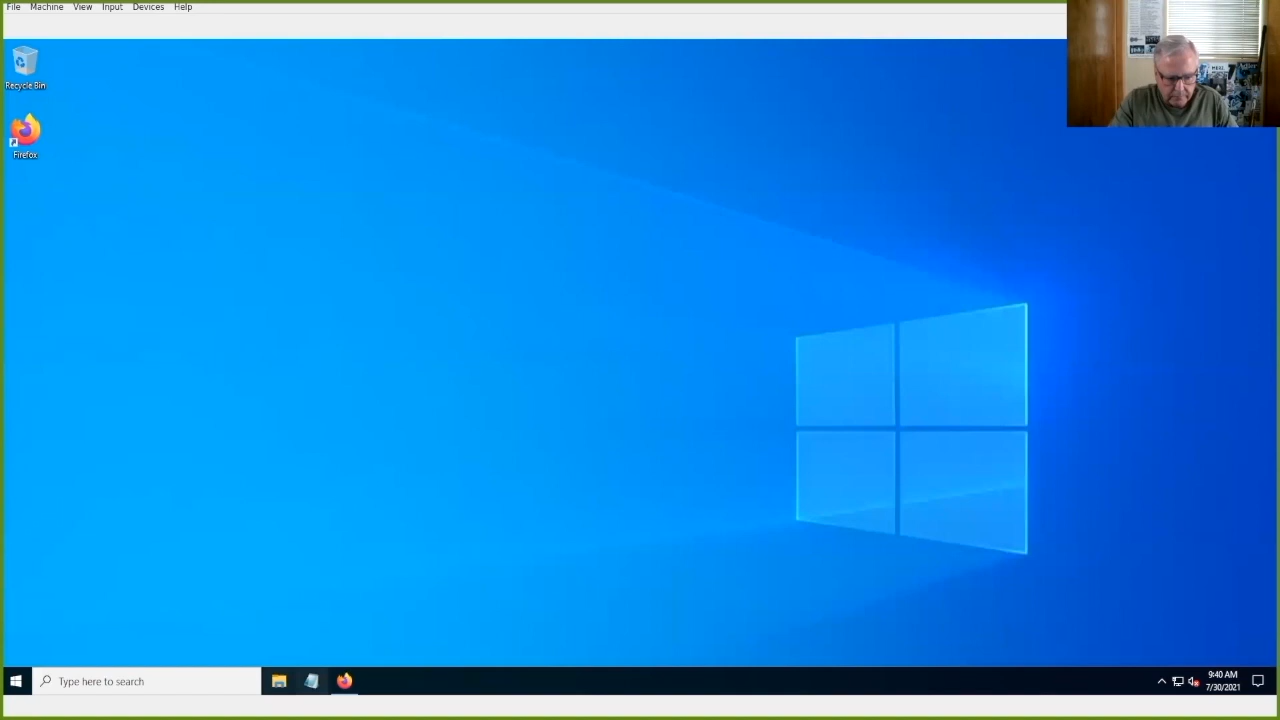 File Machine View Input Devices Help
Recycle Bin
Firefox
Type here to search
9:40 AM
7/30/2021